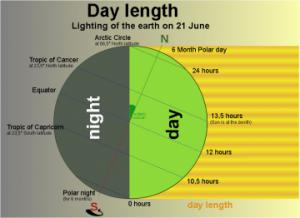 Day length
Lighting of the earth on 21 June
Arctic Circle
at 66,5° North latitude
N
6 Month Polar day
Tropic of Cancer
at 23,5° North latitude
24 hours
Equator
night
day
13,5 hours
(Sun is at the zenith)
Tropic of Capricorn
at 23,5° South latitude
12 hours
10,5 hours
Polar night
(for 6 months)
S
0 hours
day length